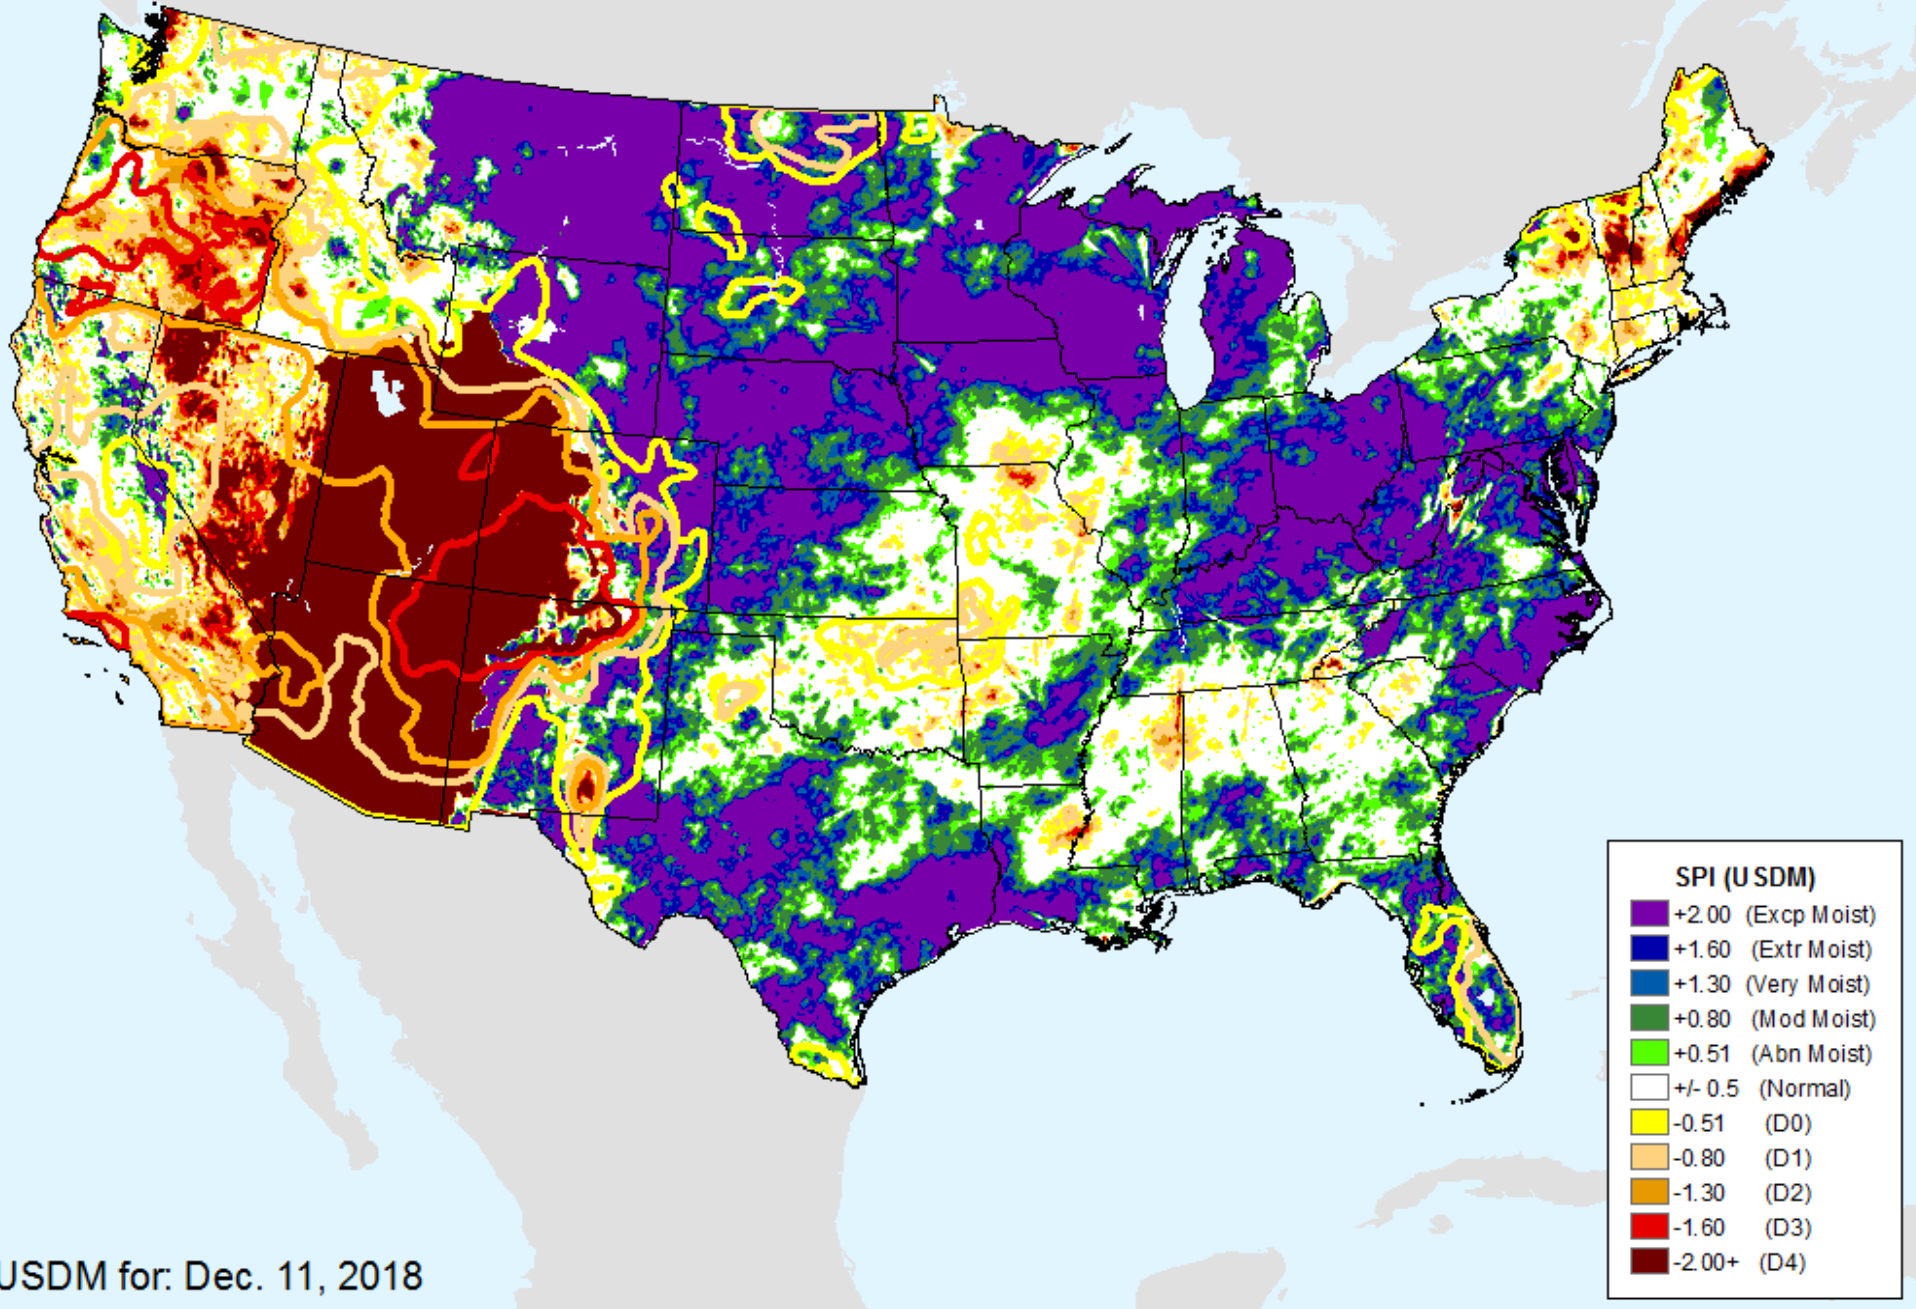 SPI (USDM)
+2.00 (Excp Moist)
+1.60 (Extr Moist)
+1.30 (Very Moist)
+0.80 (Mod Moist)
+0.51 (Abn Moist)
+/- 0.5 (Normal)
-0.51 (D0)
-0.80 (D1)
-1.30 (D2)
-1.60 (D3)
-2.00+ (D4)
USDM for: Dec. 11, 2018